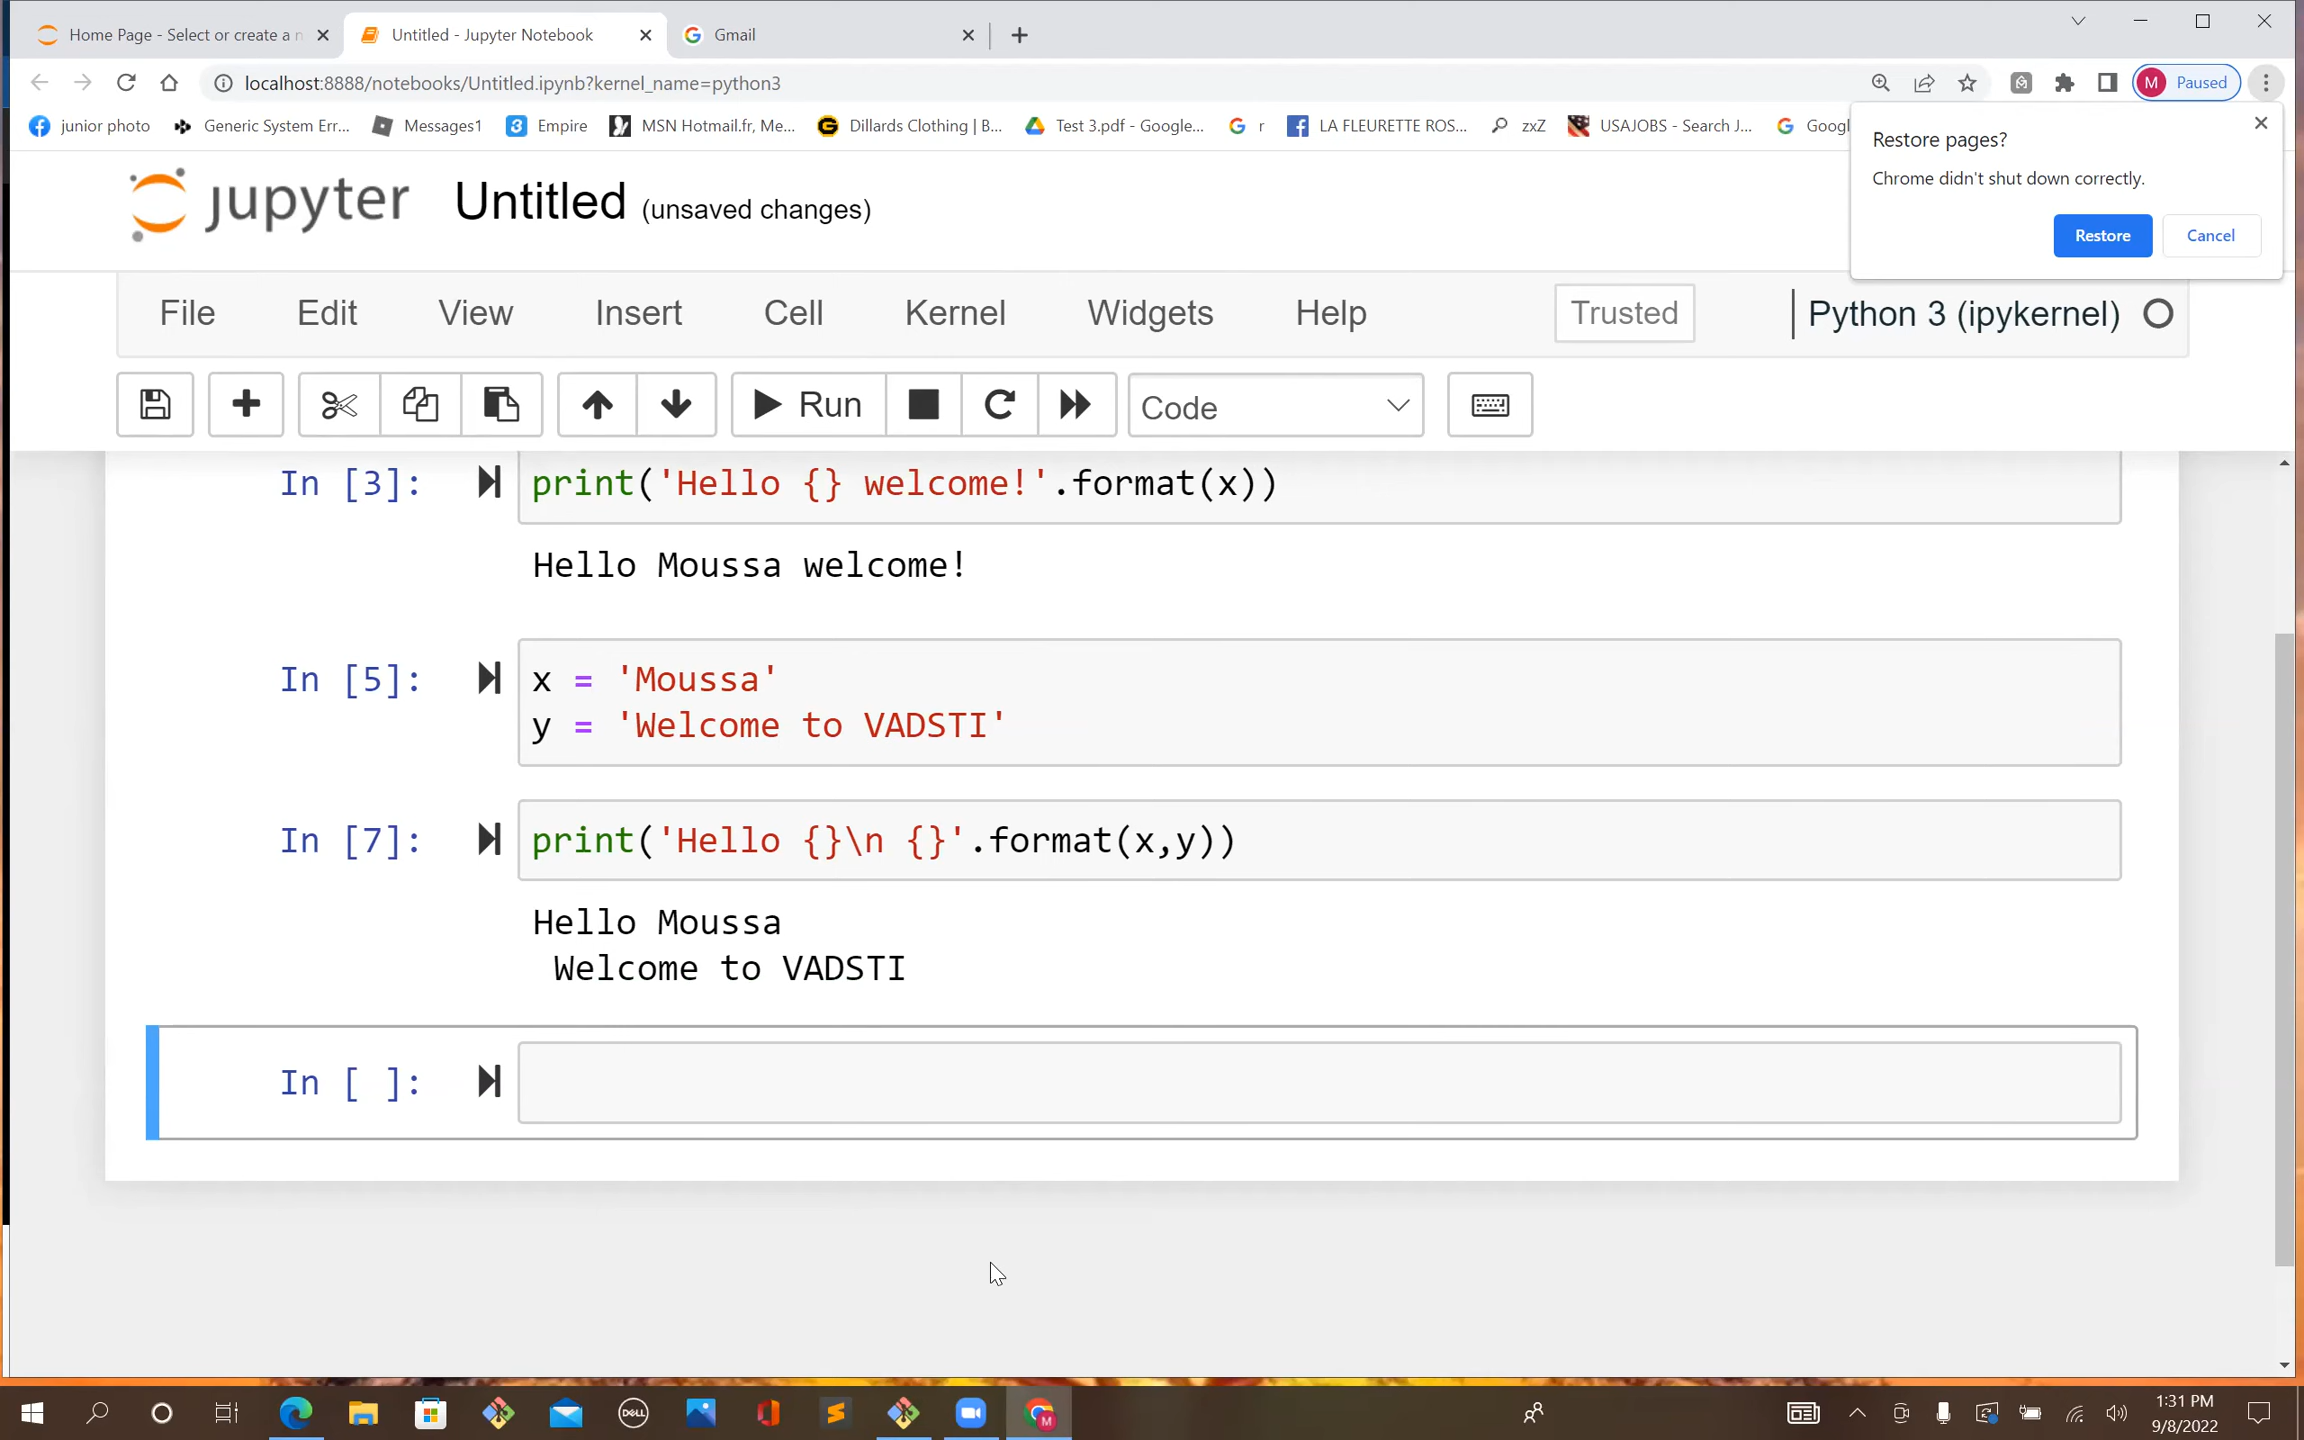 Home Page - Select or create a n
Untitled - Jupyter Notebook
Gmail
localhost:8888/notebooks/Untitled.ipynb?kernel_name=python3
M Paused
junior photo
Generic System Err...
Messages1
Empire
MSN Hotmail.fr, Me...
Dillards Clothing | B...
Test 3.pdf - Google...
r
LA FLEURETTE ROS...
zxZ
USAJOBS - Search J...
Googl
Restore pages?
Chrome didn't shut down correctly.
Restore
Cancel
jupyter
Untitled (unsaved changes)
File
Edit
View
Insert
Cell
Kernel
Widgets
Help
Trusted
Python 3 (ipykernel)
Run
Code
In [3]: print('Hello {} welcome!'.format(x))
Hello Moussa welcome!
In [5]: x = 'Moussa'
y = 'Welcome to VADSTI'
In [7]: print('Hello {}\n {}'.format(x,y))
Hello Moussa
Welcome to VADSTI
In [ ]:
DELL
M
1:31 PM
9/8/2022